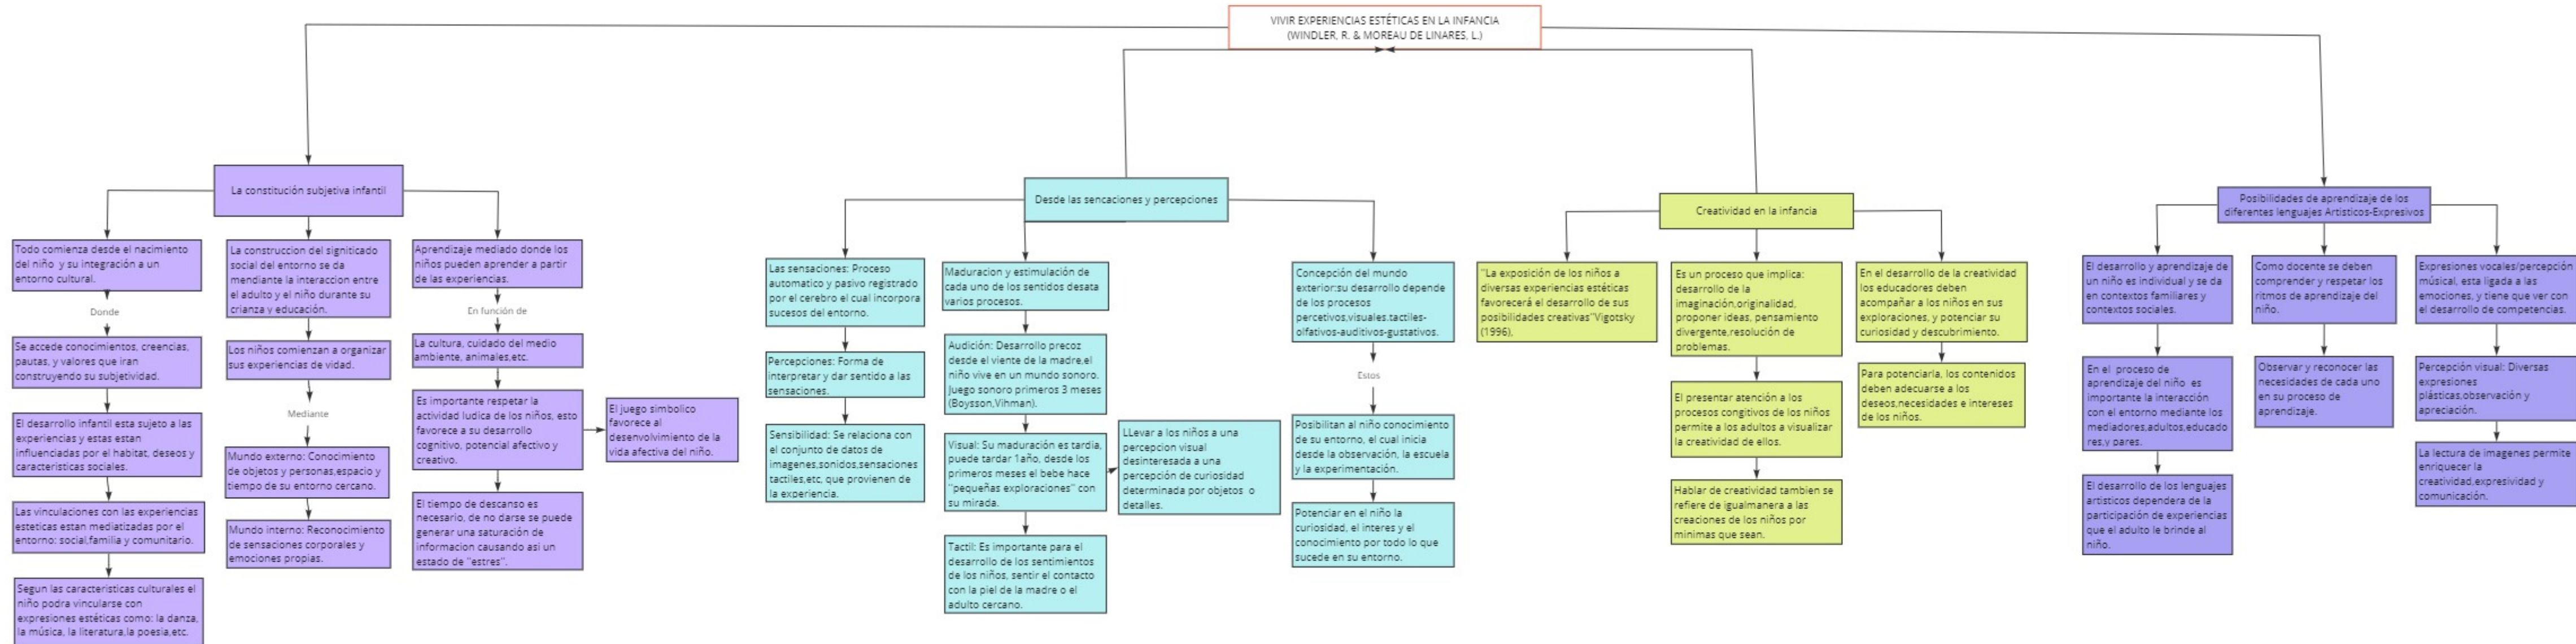 VIVIR EXPERIENCIAS ESTÉTICAS EN LA INFANCIA
(WINDLER, R. & MOREAU DE LINARES, L.)
La constitución subjetiva infantil
Todo comienza desde el nacimiento
del niño y su integración a un
entorno cultural.
Donde
Se accede conocimientos, creencias,
pautas, y valores que iran
construyendo su subjetividad.
El desarrollo infantil esta sujeto a las
experiencias y estas estan
influenciadas por el habitat, deseos y
caracteristicas sociales.
Las vinculaciones con las experiencias
esteticas estan mediatizadas por el
entorno: social,familia y comunitario.
Segun las caracteristicas culturales el
niño podra vincularse con
expresiones estéticas como: la danza,
la música, la literatura,la poesia,etc.
La construccion del signiticado
social del entorno se da
mendiante la interaccion entre
el adulto y el niño durante su
crianza y educación.
Los niños comienzan a organizar
sus experiencias de vidad.
Mediante
Mundo externo: Conocimiento
de objetos y personas,espacio y
tiempo de su entorno cercano.
Mundo interno: Reconocimiento
de sensaciones corporales y
emociones propias.
Aprendizaje mediado donde los
niños pueden aprender a partir
de las experiencias.
En función de
La cultura, cuidado del medio
ambiente, animales,etc.
Es importante respetar la
actividad ludica de los niños, esto
favorece a su desarrollo
cognitivo, potencial afectivo y
creativo.
El juego simbolico
favorece al
desenvolvimiento de la
vida afectiva del niño.
El tiempo de descanso es
necesario, de no darse se puede
generar una saturación de
informacion causando asi un
estado de "estres".
Desde las sencaciones y percepciones
Las sensaciones: Proceso
automatico y pasivo registrado
por el cerebro el cual incorpora
sucesos del entorno.
Percepciones: Forma de
interpretar y dar sentido a las
sensaciones.
Sensibilidad: Se relaciona con
el conjunto de datos de
imagenes,sonidos,sensaciones
tactiles,etc, que provienen de
la experiencia.
Maduracion y estimulación de
cada uno de los sentidos desata
varios procesos.
Audición: Desarrollo precoz
desde el viente de la madre,el
niño vive en un mundo sonoro.
Juego sonoro primeros 3 meses
(Boysson,Vihman).
Visual: Su maduración es tardia,
puede tardar 1año, desde los
primeros meses el bebe hace
"pequeñas exploraciones" con
su mirada.
LLevar a los niños a una
percepcion visual
desinteresada a una
percepción de curiosidad
determinada por objetos o
detalles.
Tactil: Es importante para el
desarrollo de los sentimientos
de los niños, sentir el contacto
con la piel de la madre o el
adulto cercano.
Concepción del mundo
exterior:su desarrollo depende
de los procesos
percetivos,visuales.tactiles-
olfativos-auditivos-gustativos.
Estos
Posibilitan al niño conocimiento
de su entorno, el cual inicia
desde la observación, la escuela
y la experimentación.
Potenciar en el niño la
curiosidad, el interes y el
conocimiento por todo lo que
sucede en su entorno.
Creatividad en la infancia
"La exposición de los niños a
diversas experiencias estéticas
favorecerá el desarrollo de sus
posibilidades creativas"Vigotsky
(1996).
Es un proceso que implica:
desarrollo de la
imaginación,originalidad,
proponer ideas, pensamiento
divergente,resolución de
problemas.
El presentar atención a los
procesos congitivos de los niños
permite a los adultos a visualizar
la creatividad de ellos.
Hablar de creatividad tambien se
refiere de igualmanera a las
creaciones de los niños por
minimas que sean.
En el desarrollo de la creatividad
los educadores deben
acompañar a los niños en sus
exploraciones, y potenciar su
curiosidad y descubrimiento.
Para potenciarla, los contenidos
deben adecuarse a los
deseos,necesidades e intereses
de los niños.
Posibilidades de aprendizaje de los
diferentes lenguajes Artisticos-Expresivos
El desarrollo y aprendizaje de
un niño es individual y se da
en contextos familiares y
contextos sociales.
En el proceso de
aprendizaje del niño es
importante la interacción
con el entorno mediante los
mediadores,adultos,educado
res,y pares.
El desarrollo de los lenguajes
artisticos dependera de la
participación de experiencias
que el adulto le brinde al
niño.
Como docente se deben
comprender y respetar los
ritmos de aprendizaje del
niño.
Observar y reconocer las
necesidades de cada uno
en su proceso de
aprendizaje.
Expresiones vocales/percepción
músical, esta ligada a las
emociones, y tiene que ver con
el desarrollo de competencias.
Percepción visual: Diversas
expresiones
plásticas,observación y
apreciación.
La lectura de imagenes permite
enriquecer la
creatividad,expresividad y
comunicación.